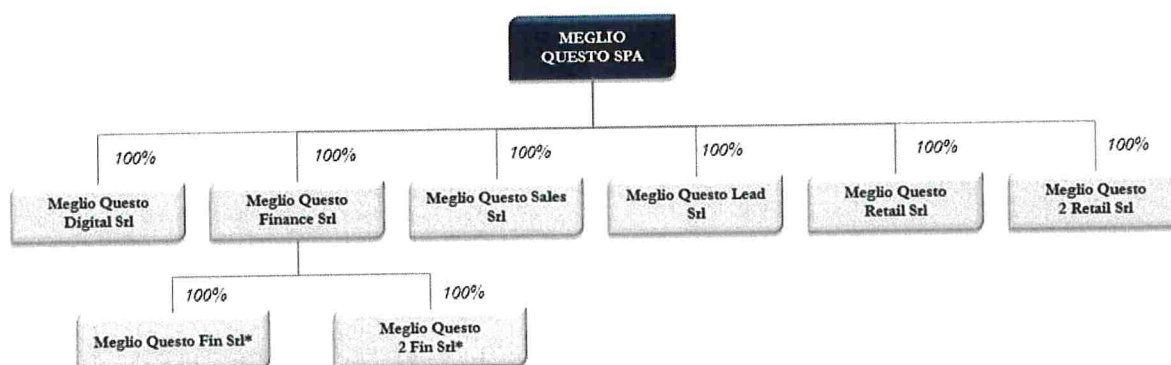 MEGLIO
QUESTO SPA
100%
100%
100%
100%
100%
100%
Meglio Questo
Digital Srl
Meglio Questo
Finance Srl
Meglio Questo Sales
Srl
Meglio Questo Lead
Srl
Meglio Questo
Retail Srl
Meglio Questo
2 Retail Srl
100%
100%
Meglio Questo Fin Srl*
Meglio Questo
2 Fin Srl*